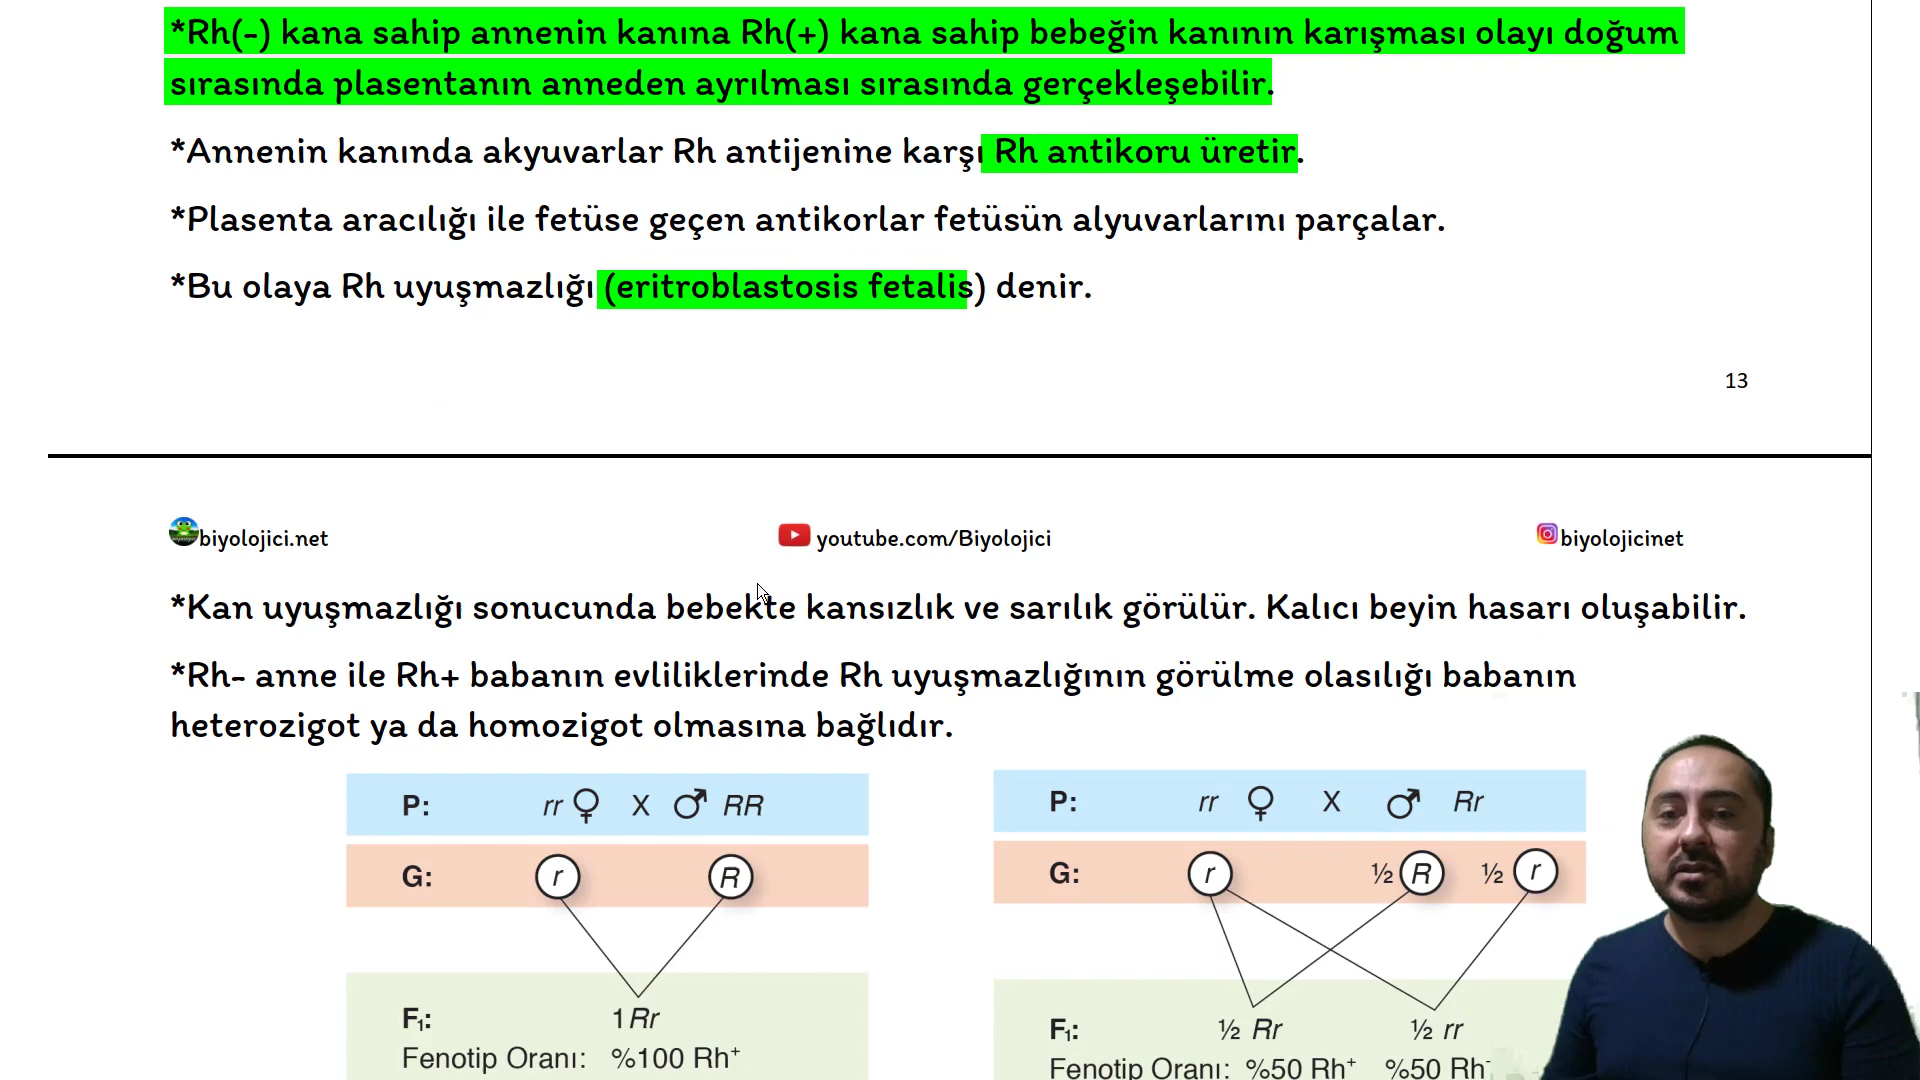 *Rh(-) kana sahip annenin kanına Rh(+) kana sahip bebeğin kanının karışması olayı doğum
sırasında plasentanın anneden ayrılması sırasında gerçekleşebilir.
*Annenin kanında akyuvarlar Rh antijenine karşı Rh antikoru üretir.
*Plasenta aracılığı ile fetüse geçen antikorlar fetüsün alyuvarlarını parçalar.
*Bu olaya Rh uyuşmazlığı (eritroblastosis fetalis) denir.
13
biyolojici.net youtube.com/Biyolojici biyolojicinet
*Kan uyuşmazlığı sonucunda bebekte kansızlık ve sarılık görülür. Kalıcı beyin hasarı oluşabilir.
*Rh- anne ile Rh+ babanın evliliklerinde Rh uyuşmazlığının görülme olasılığı babanın
heterozigot ya da homozigot olmasına bağlıdır.
P: rr ♀ X ♂ RR
G: r R
F₁: 1 Rr
Fenotip Oranı: %100 Rh⁺
P: rr ♀ X ♂ Rr
G: r ½ R ½ r
F₁: ½ Rr ½ rr
Fenotip Oranı: %50 Rh⁺ %50 Rh⁻